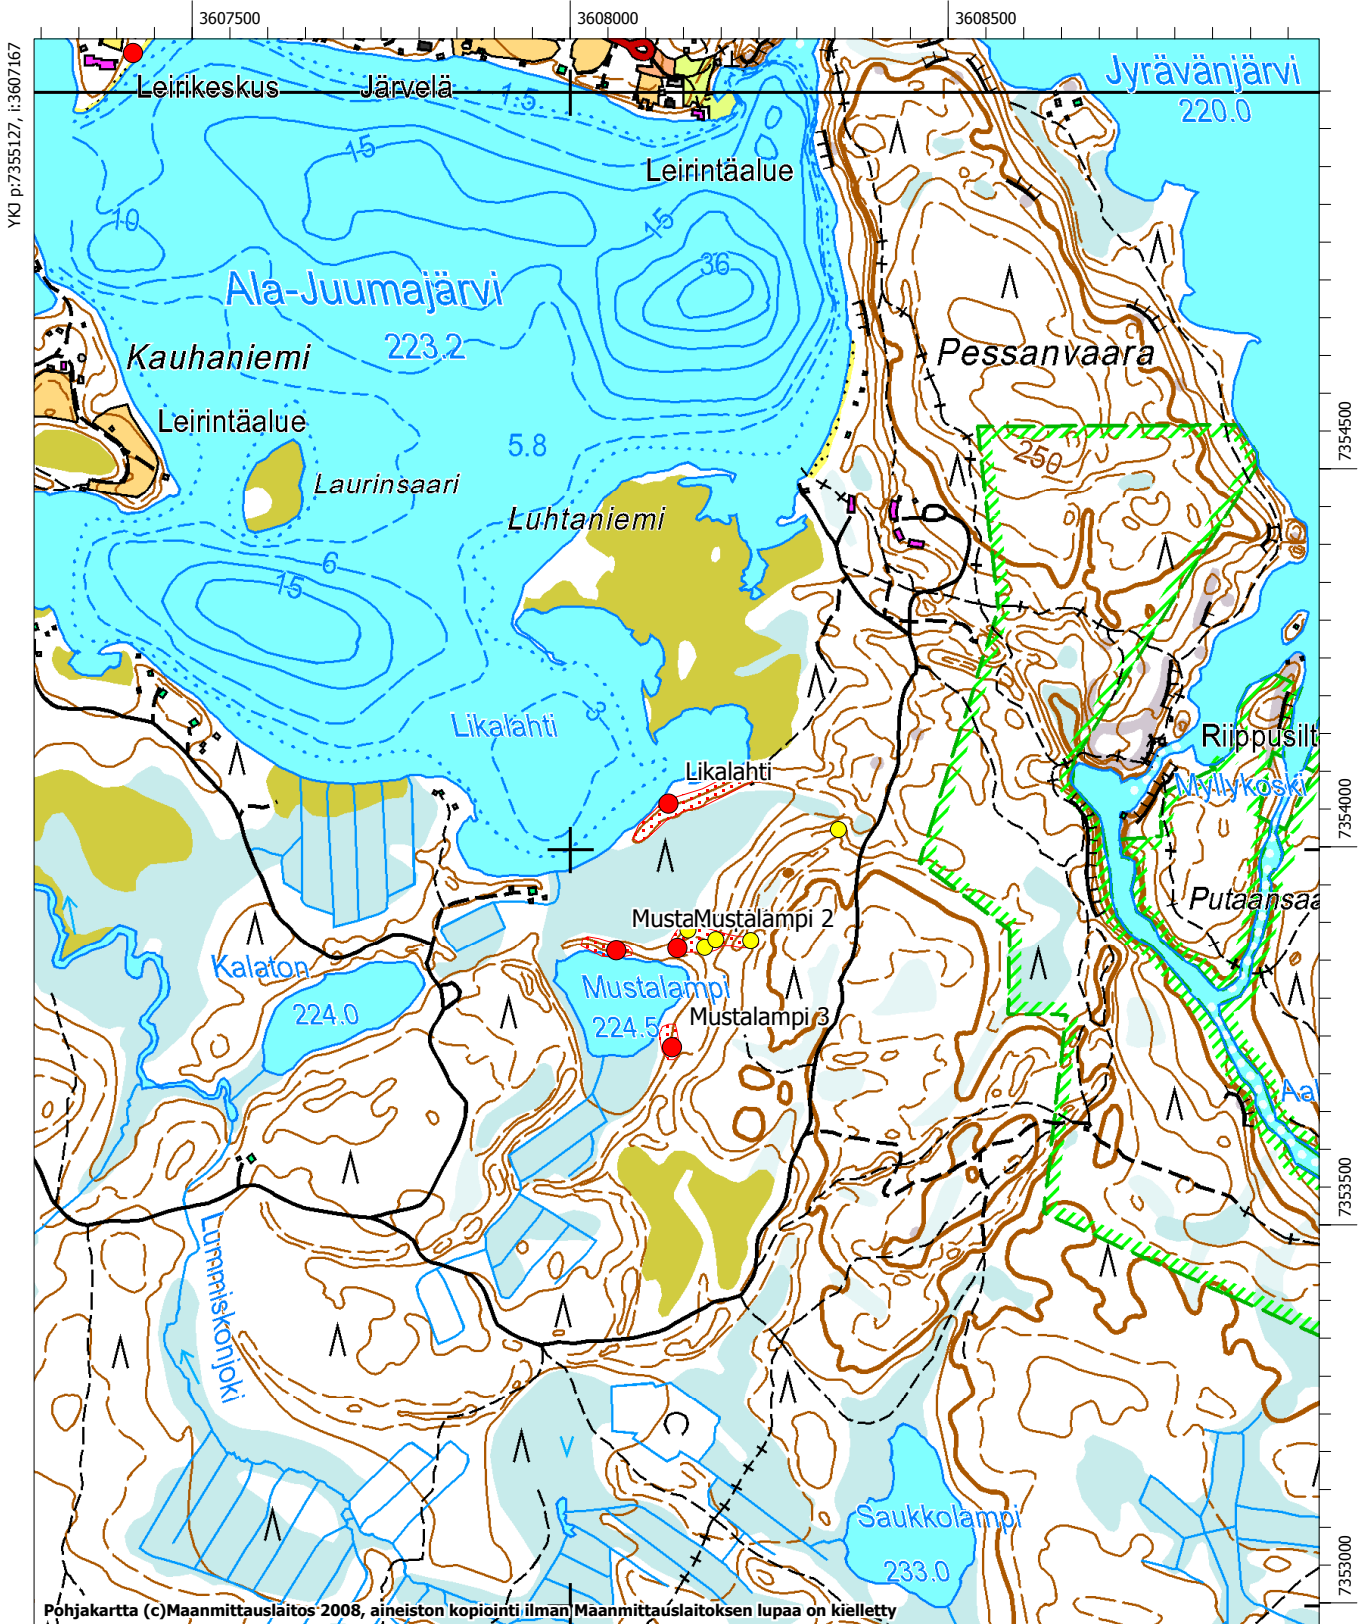 3607500
3608000
3608500
YKJ p:7355127, i:3607167
Leirikeskus
Järvelä
Jyrävänjärvi
220.0
1.5
15
Leirintäalue
10
15
36
Ala-Juumajärvi
223.2
Kauhaniemi
Pessanvaara
Leirintäalue
5.8
7354500
250
Laurinsaari
Luhtaniemi
6
15
3
Likalahti
Riippusilt
Likalahti
Myllykoski
7354000
Putaansaa
MustaMustalampi 2
Kalaton
224.0
Mustalampi
224.5
Mustalampi 3
Aal
7353500
Lummiskonjoki
Saukkolampi
233.0
7353000
Pohjakartta (c)Maanmittauslaitos 2008, aineiston kopiointi ilman Maanmittauslaitoksen lupaa on kielletty